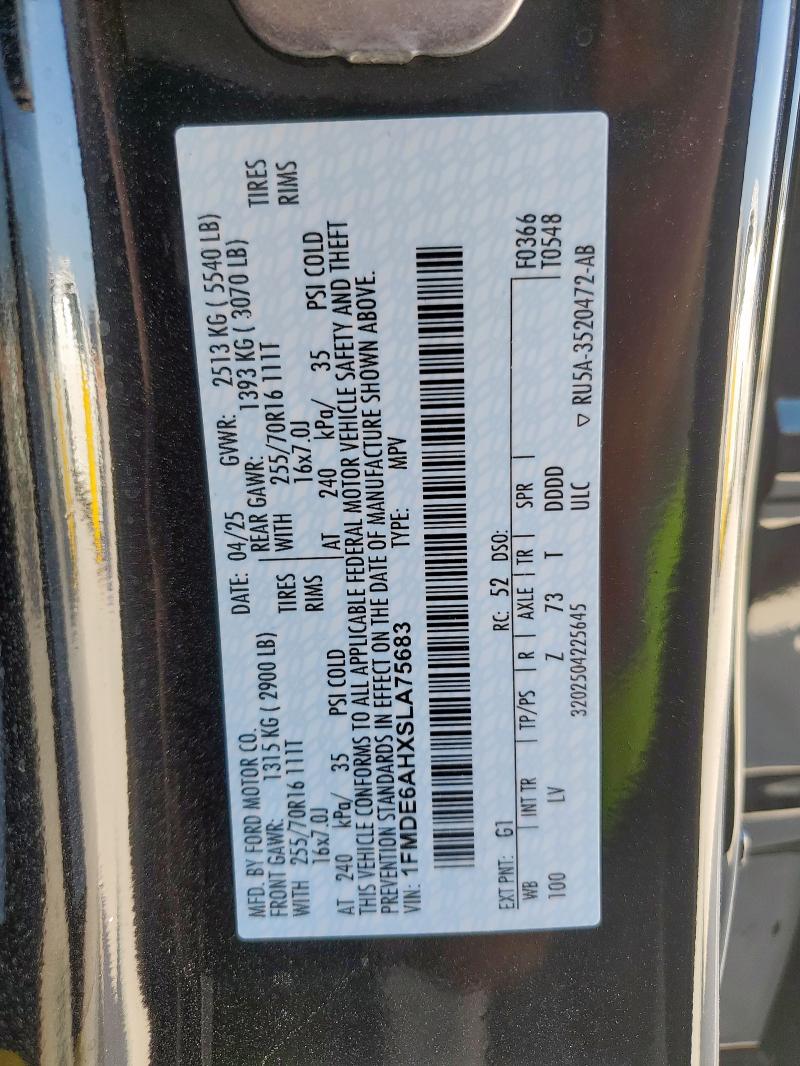 MFD. BY FORD MOTOR CO.
DATE: 04/25 GVWR: 2513 KG ( 5540 LB)
FRONT GAWR: 1315 KG ( 2900 LB)
REAR GAWR: 1393 KG ( 3070 LB)
WITH 255/70R16 111T TIRES
WITH 255/70R16 111T TIRES
16x7.0J RIMS
16x7.0J RIMS
AT 240 kPa/ 35 PSI COLD
AT 240 kPa/ 35 PSI COLD
THIS VEHICLE CONFORMS TO ALL APPLICABLE FEDERAL MOTOR VEHICLE SAFETY AND THEFT
PREVENTION STANDARDS IN EFFECT ON THE DATE OF MANUFACTURE SHOWN ABOVE.
VIN: 1FMDE6AHXSLA75683 TYPE: MPV
EXT PNT: G1 RC: 52 DSO:
WB INT TR TP/PS R AXLE TR SPR F0366
100 LV Z 73 T DDDD T0548
3202504225645 ULC ▽ RU5A-3520472-AB